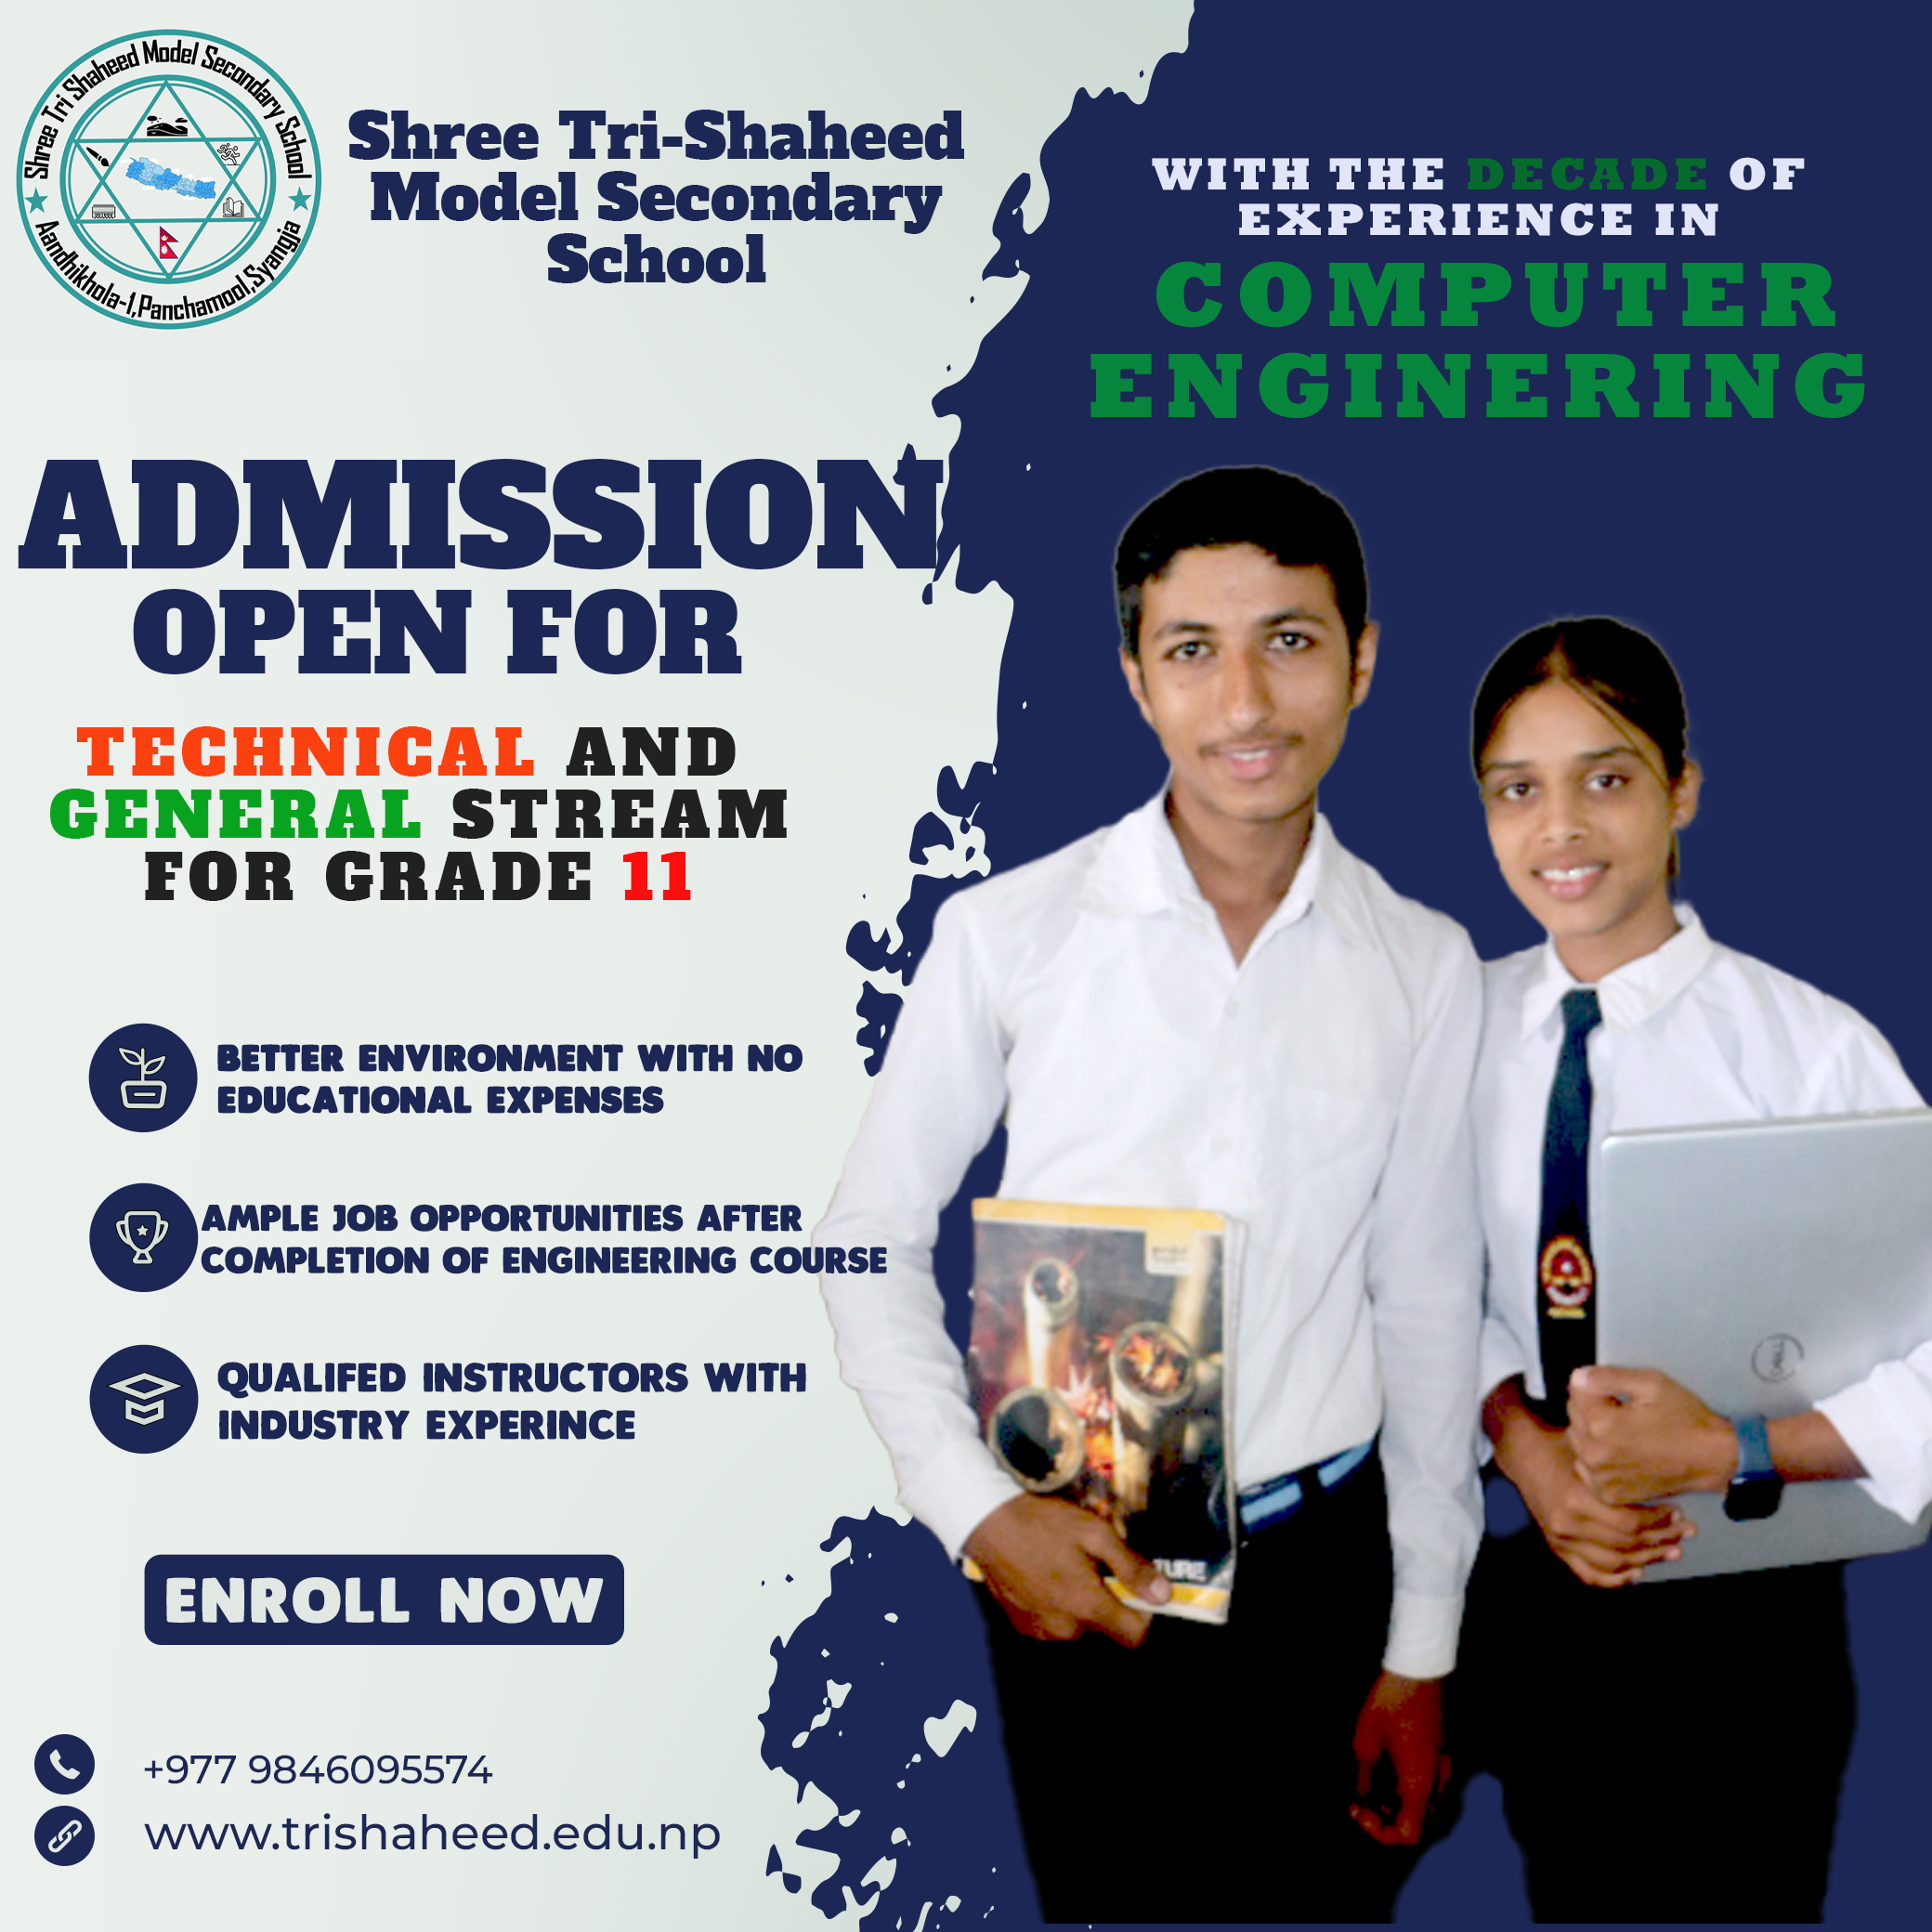 Shree Tri Shaheed Model Secondary School
Aandhikhola-1,Panchamool,Syangja
Shree Tri-Shaheed
Model Secondary
School
WITH THE DECADE OF
EXPERIENCE IN
COMPUTER
ENGINERING
ADMISSION
OPEN FOR
TECHNICAL AND
GENERAL STREAM
FOR GRADE 11
BETTER ENVIRONMENT WITH NO
EDUCATIONAL EXPENSES
AMPLE JOB OPPORTUNITIES AFTER
COMPLETION OF ENGINEERING COURSE
QUALIFED INSTRUCTORS WITH
INDUSTRY EXPERINCE
TURE
ENROLL NOW
+977 9846095574
www.trishaheed.edu.np